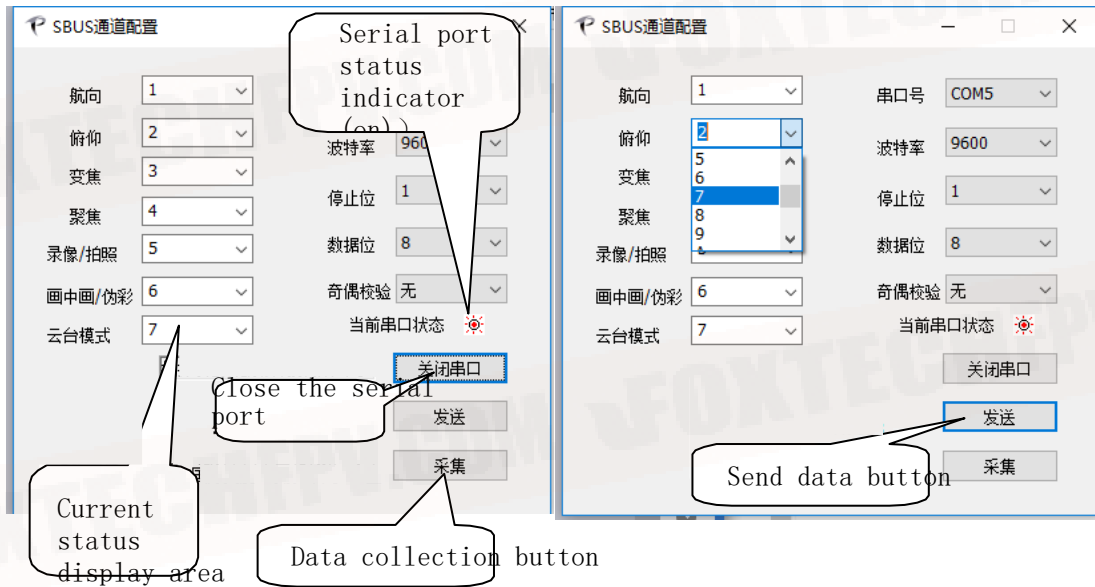 SBUS通道配置
Serial port
status
indicator
(on))
航向
1
俯仰
2
波特率
960
变焦
3
停止位
1
聚焦
4
录像/拍照
5
数据位
8
画中画/伪彩
6
奇偶校验
无
云台模式
7
当前串口状态
关闭串口
Close the serial
port
发送
采集
Current
status
display area
Data collection button
SBUS通道配置
航向
1
串口号
COM5
俯仰
2
5
6
7
8
9
波特率
9600
变焦
停止位
1
聚焦
录像/拍照
数据位
8
画中画/伪彩
6
奇偶校验
无
云台模式
7
当前串口状态
关闭串口
发送
Send data button
采集
FOXTECHFPV.COM